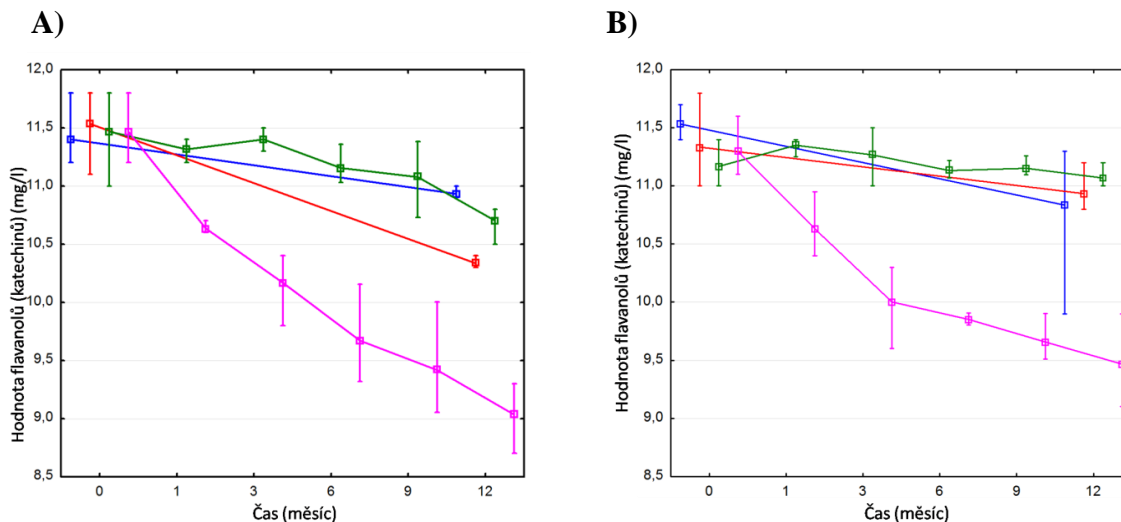 A)
B)
12,0
11,5
11,0
10,5
10,0
9,5
9,0
8,5
Hodnota flavanolů (katechinů) (mg/l)
0 1 3 6 9 12
Čas (měsíc)
12,0
11,5
11,0
10,5
10,0
9,5
9,0
8,5
Hodnota flavanolů (katechinů) (mg/l)
0 1 3 6 9 12
Čas (měsíc)